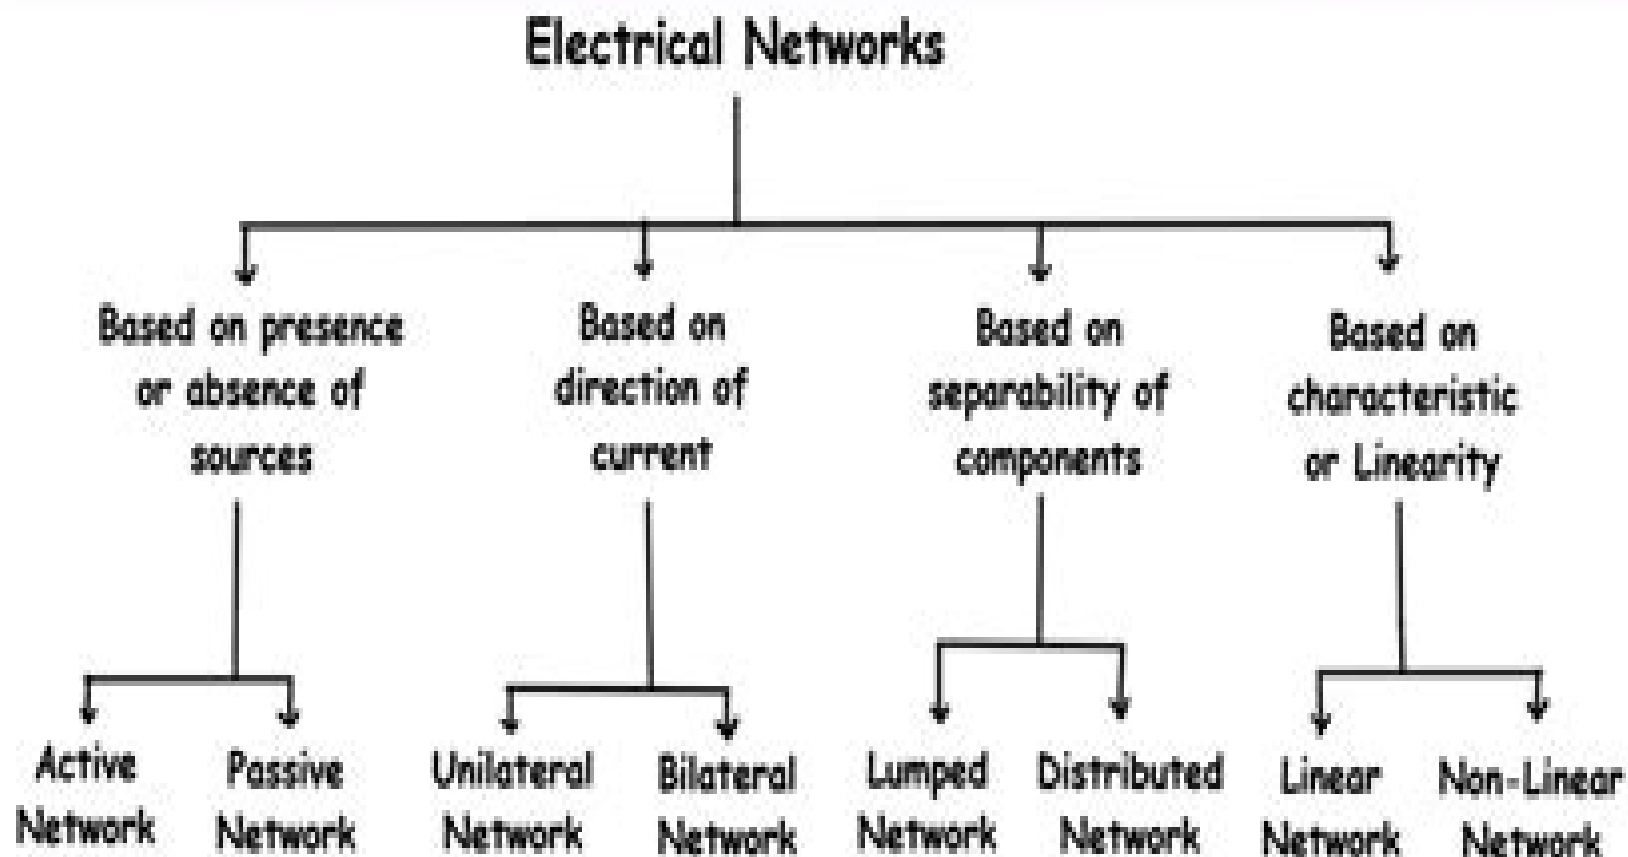 Electrical Networks
Based on presence
or absence of
sources
Based on
direction of
current
Based on
separability of
components
Based on
characteristic
or Linearity
Active
Network
Passive
Network
Unilateral
Network
Bilateral
Network
Lumped
Network
Distributed
Network
Linear
Network
Non-Linear
Network